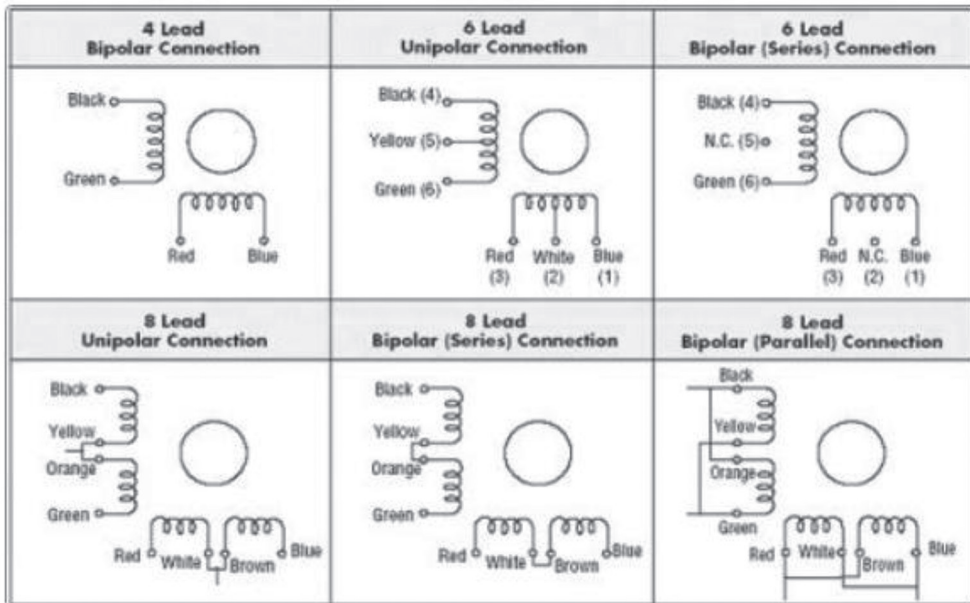 4 Lead
Bipolar Connection
6 Lead
Unipolar Connection
6 Lead
Bipolar (Series) Connection
Black
Green
Red
Blue
Black (4)
Yellow (5)
Green (6)
Red White Blue
(3) (2) (1)
Black (4)
N.C. (5)
Green (6)
Red N.C. Blue
(3) (2) (1)
8 Lead
Unipolar Connection
8 Lead
Bipolar (Series) Connection
8 Lead
Bipolar (Parallel) Connection
Black
Yellow
Orange
Green
Red White Brown Blue
Black
Yellow
Orange
Green
Red White Brown Blue
Black
Yellow
Orange
Green
Red White Brown Blue